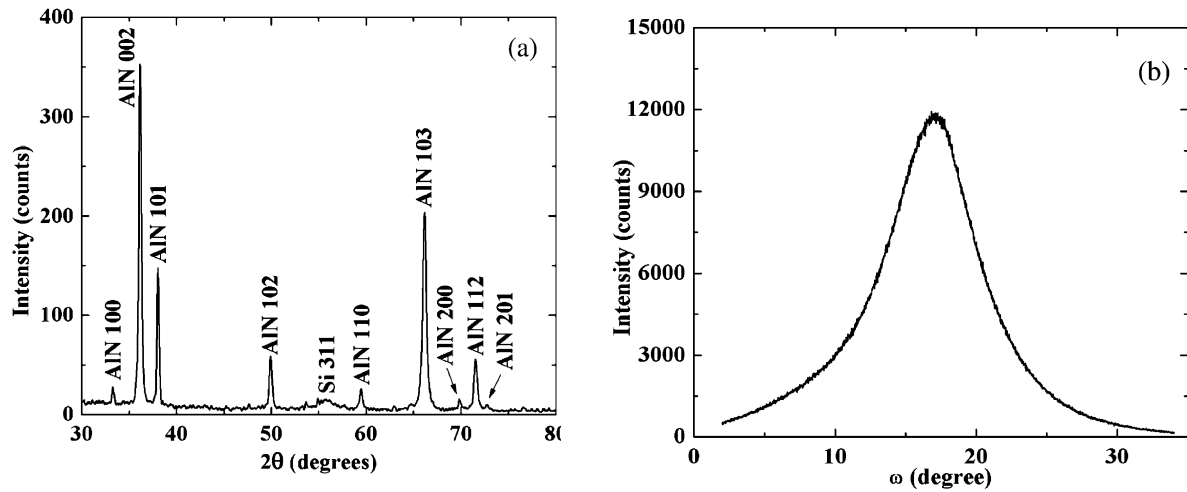 (a)
400
300
200
100
0
Intensity (counts)
AlN 100
AlN 002
AlN 101
AlN 102
Si 311
AlN 110
AlN 103
AlN 200
AlN 112
AlN 201
30 40 50 60 70 80
2θ (degrees)
(b)
15000
12000
9000
6000
3000
0
Intensity (counts)
0 10 20 30
ω (degree)